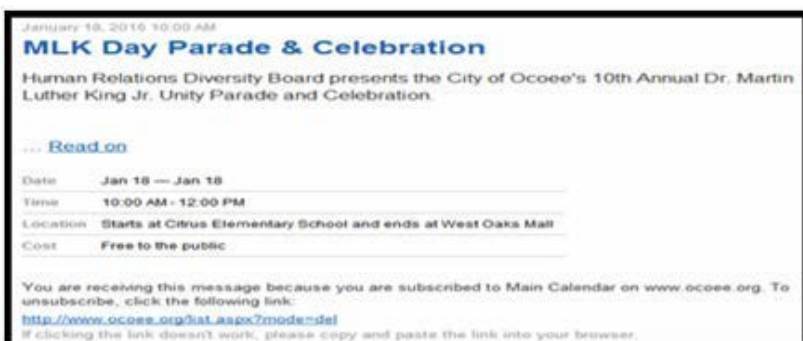 January 18, 2016 10:00 AM
MLK Day Parade & Celebration
Human Relations Diversity Board presents the City of Ocoee's 10th Annual Dr. Martin
Luther King Jr. Unity Parade and Celebration.
... Read on
Date Jan 18 — Jan 18
Time 10:00 AM - 12:00 PM
Location Starts at Citrus Elementary School and ends at West Oaks Mall
Cost Free to the public
You are receiving this message because you are subscribed to Main Calendar on www.ocoee.org. To
unsubscribe, click the following link:
http://www.ocoee.org/list.aspx?mode=del
If clicking the link doesn't work, please copy and paste the link into your browser.